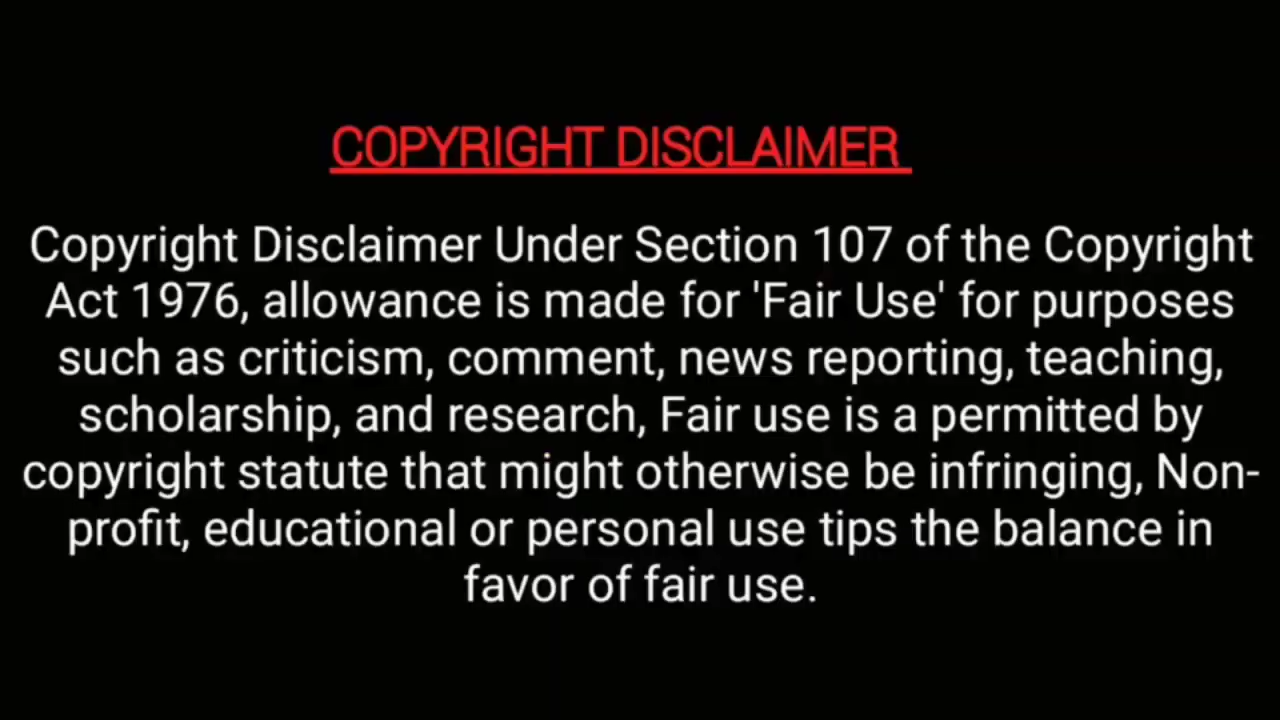 COPYRIGHT DISCLAIMER
Copyright Disclaimer Under Section 107 of the Copyright
Act 1976, allowance is made for 'Fair Use' for purposes
such as criticism, comment, news reporting, teaching,
scholarship, and research, Fair use is a permitted by
copyright statute that might otherwise be infringing, Non-
profit, educational or personal use tips the balance in
favor of fair use.